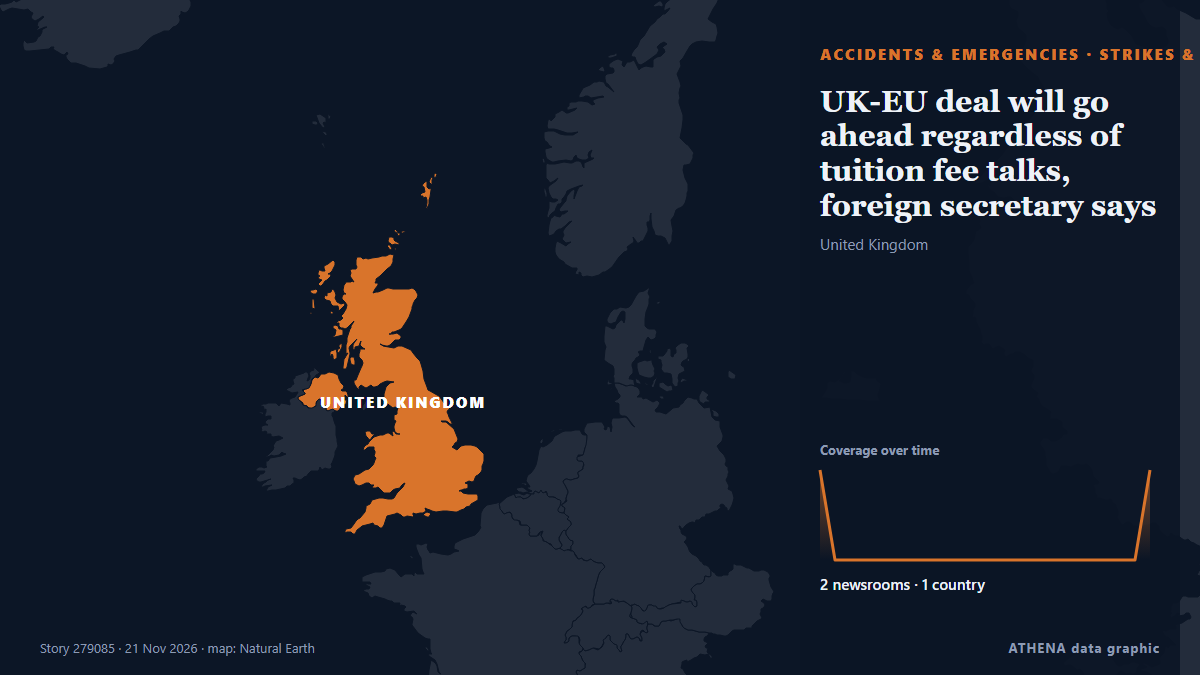 ACCIDENTS & EMERGENCIES · STRIKES &
UK-EU deal will go
ahead regardless of
tuition fee talks,
foreign secretary says
United Kingdom
UNITED KINGDOM
Coverage over time
2 newsrooms · 1 country
Story 279085 · 21 Nov 2026 · map: Natural Earth
ATHENA data graphic